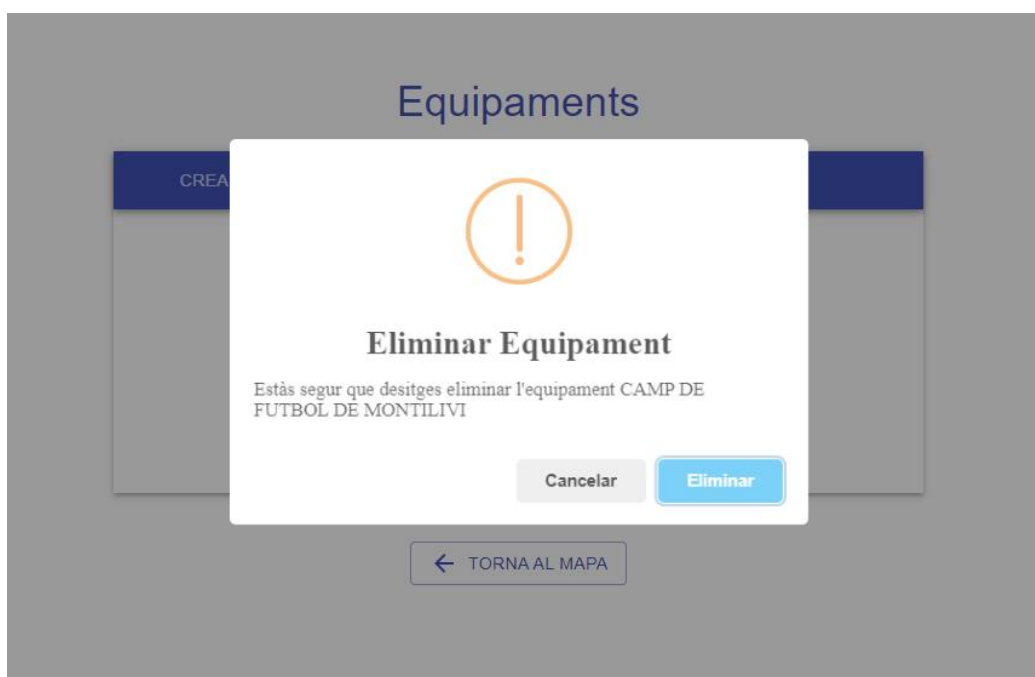 Equipaments
CREA
Eliminar Equipament
Estàs segur que desitges eliminar l'equipament CAMP DE
FUTBOL DE MONTILIVI
Cancelar
Eliminar
TORNA AL MAPA